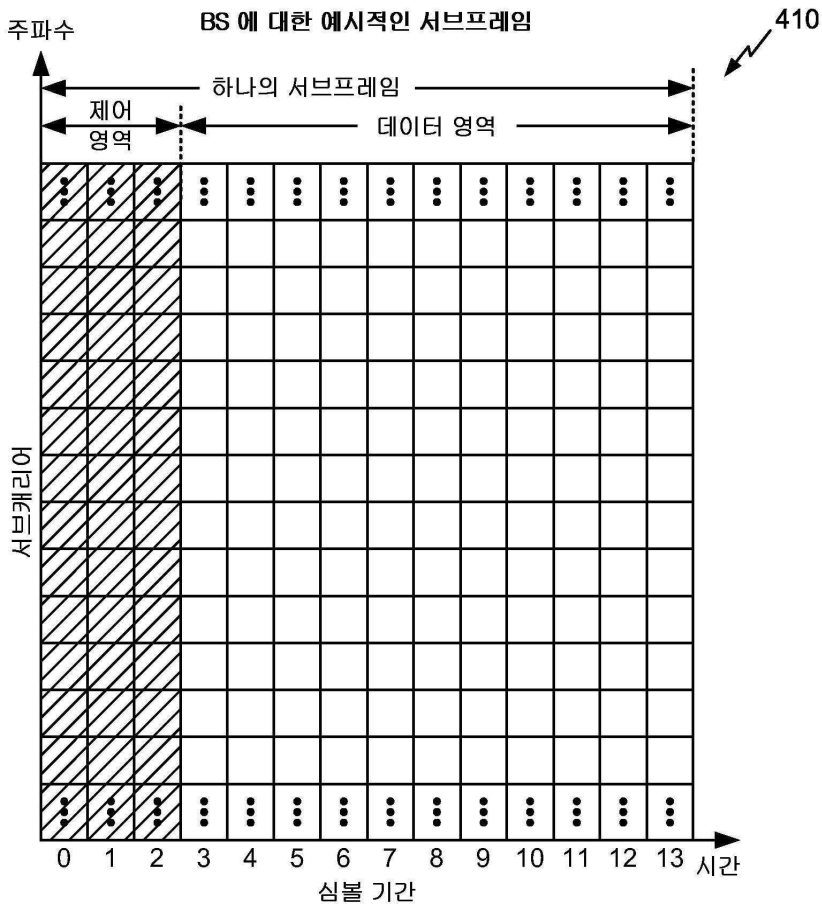 BS 에 대한 예시적인 서브프레임
410
주파수
하나의 서브프레임
제어
영역
데이터 영역
서브캐리어
0 1 2 3 4 5 6 7 8 9 10 11 12 13
시간
심볼 기간